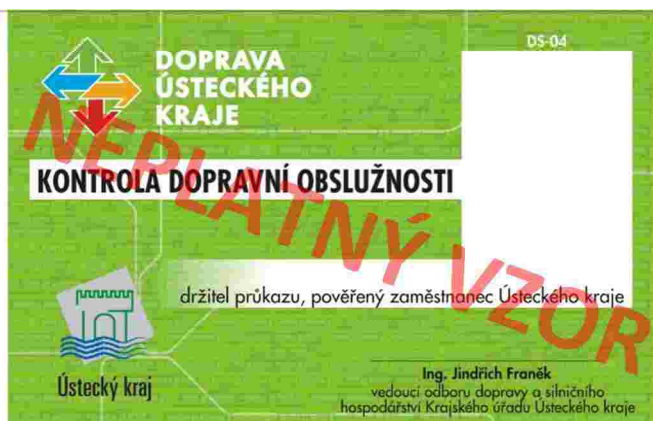 DS-04
DOPRAVA
ÚSTECKÉHO
KRAJE
KONTROLA DOPRAVNÍ OBSLUŽNOSTI
NEPLATNÝ VZOR
držitel průkazu, pověřený zaměstnanec Ústeckého kraje
Ústecký kraj
Ing. Jindřich Franěk
vedoucí odboru dopravy a silničního
hospodářství Krajského úřadu Ústeckého kraje